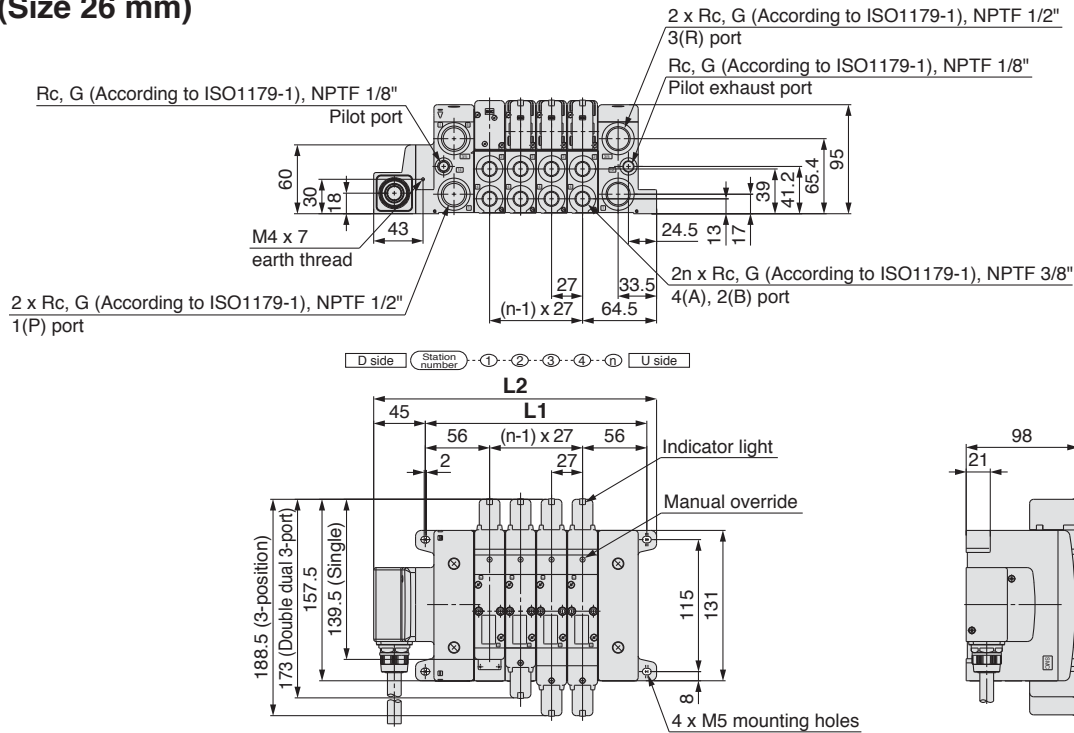 (Size 26 mm)
2 x Rc, G (According to ISO1179-1), NPTF 1/2"
3(R) port
Rc, G (According to ISO1179-1), NPTF 1/8"
Pilot exhaust port
Rc, G (According to ISO1179-1), NPTF 1/8"
Pilot port
60
30
18
43
M4 x 7
earth thread
2 x Rc, G (According to ISO1179-1), NPTF 1/2"
1(P) port
95
65.4
41.2
39
17
13
24.5
27
33.5
(n-1) x 27
64.5
2n x Rc, G (According to ISO1179-1), NPTF 3/8"
4(A), 2(B) port
D side
Station
number
1
2
3
4
n
U side
L2
45
L1
56
(n-1) x 27
56
2
27
Indicator light
Manual override
188.5 (3-position)
173 (Double dual 3-port)
157.5
139.5 (Single)
115
131
8
4 x M5 mounting holes
98
21
SMC